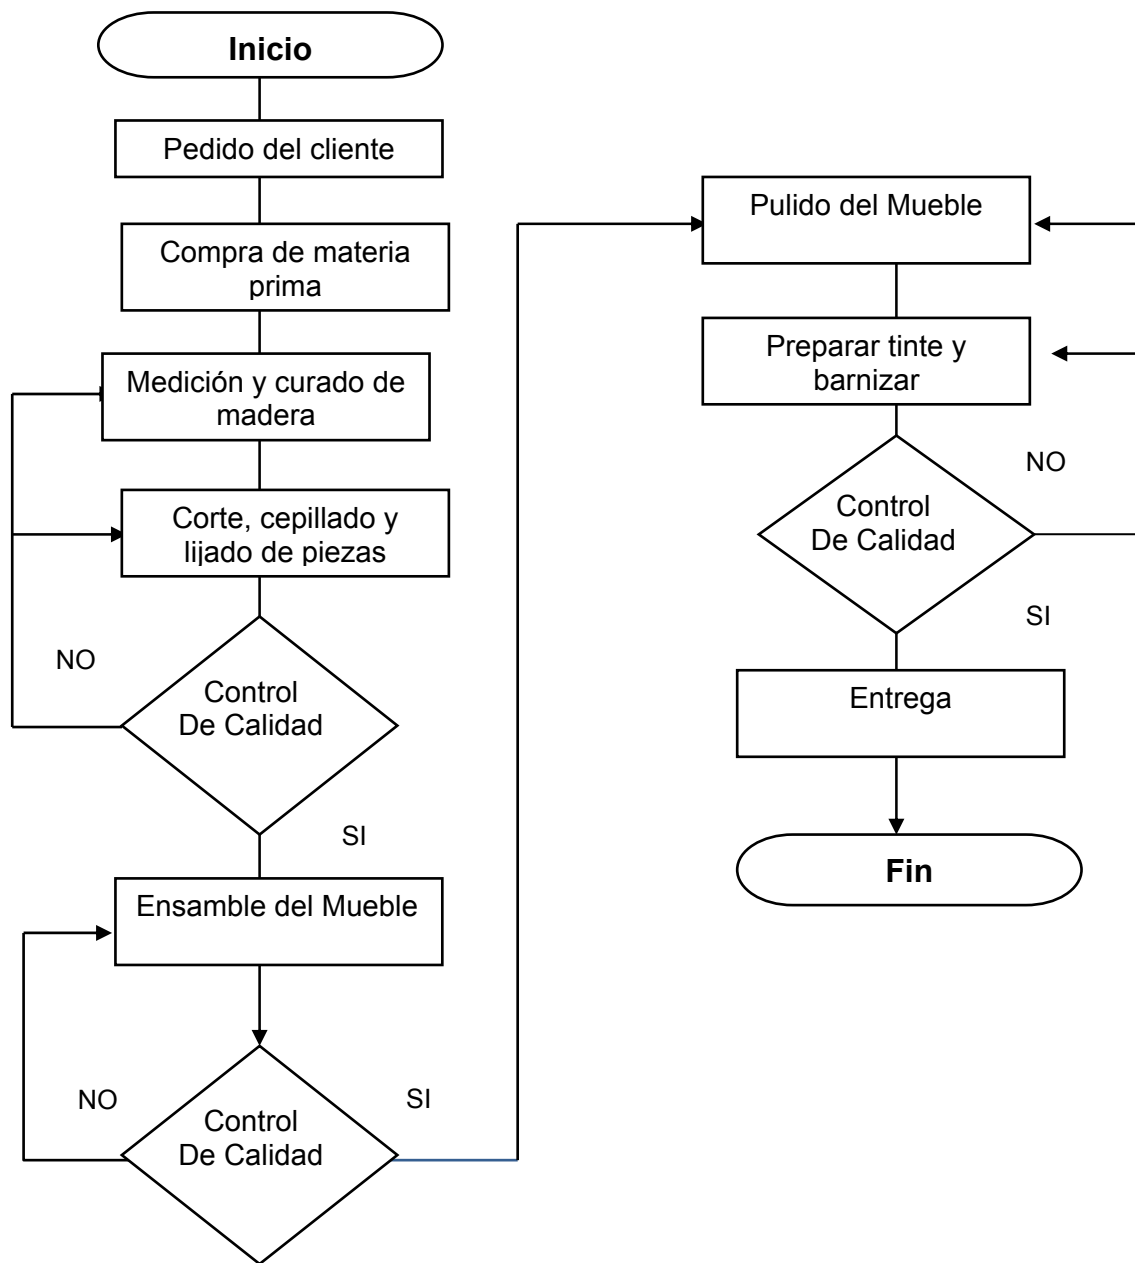 Inicio
Pedido del cliente
Compra de materia
prima
Medición y curado de
madera
Corte, cepillado y
lijado de piezas
NO
Control
De Calidad
SI
Ensamble del Mueble
NO
SI
Control
De Calidad
Pulido del Mueble
Preparar tinte y
barnizar
NO
Control
De Calidad
SI
Entrega
Fin